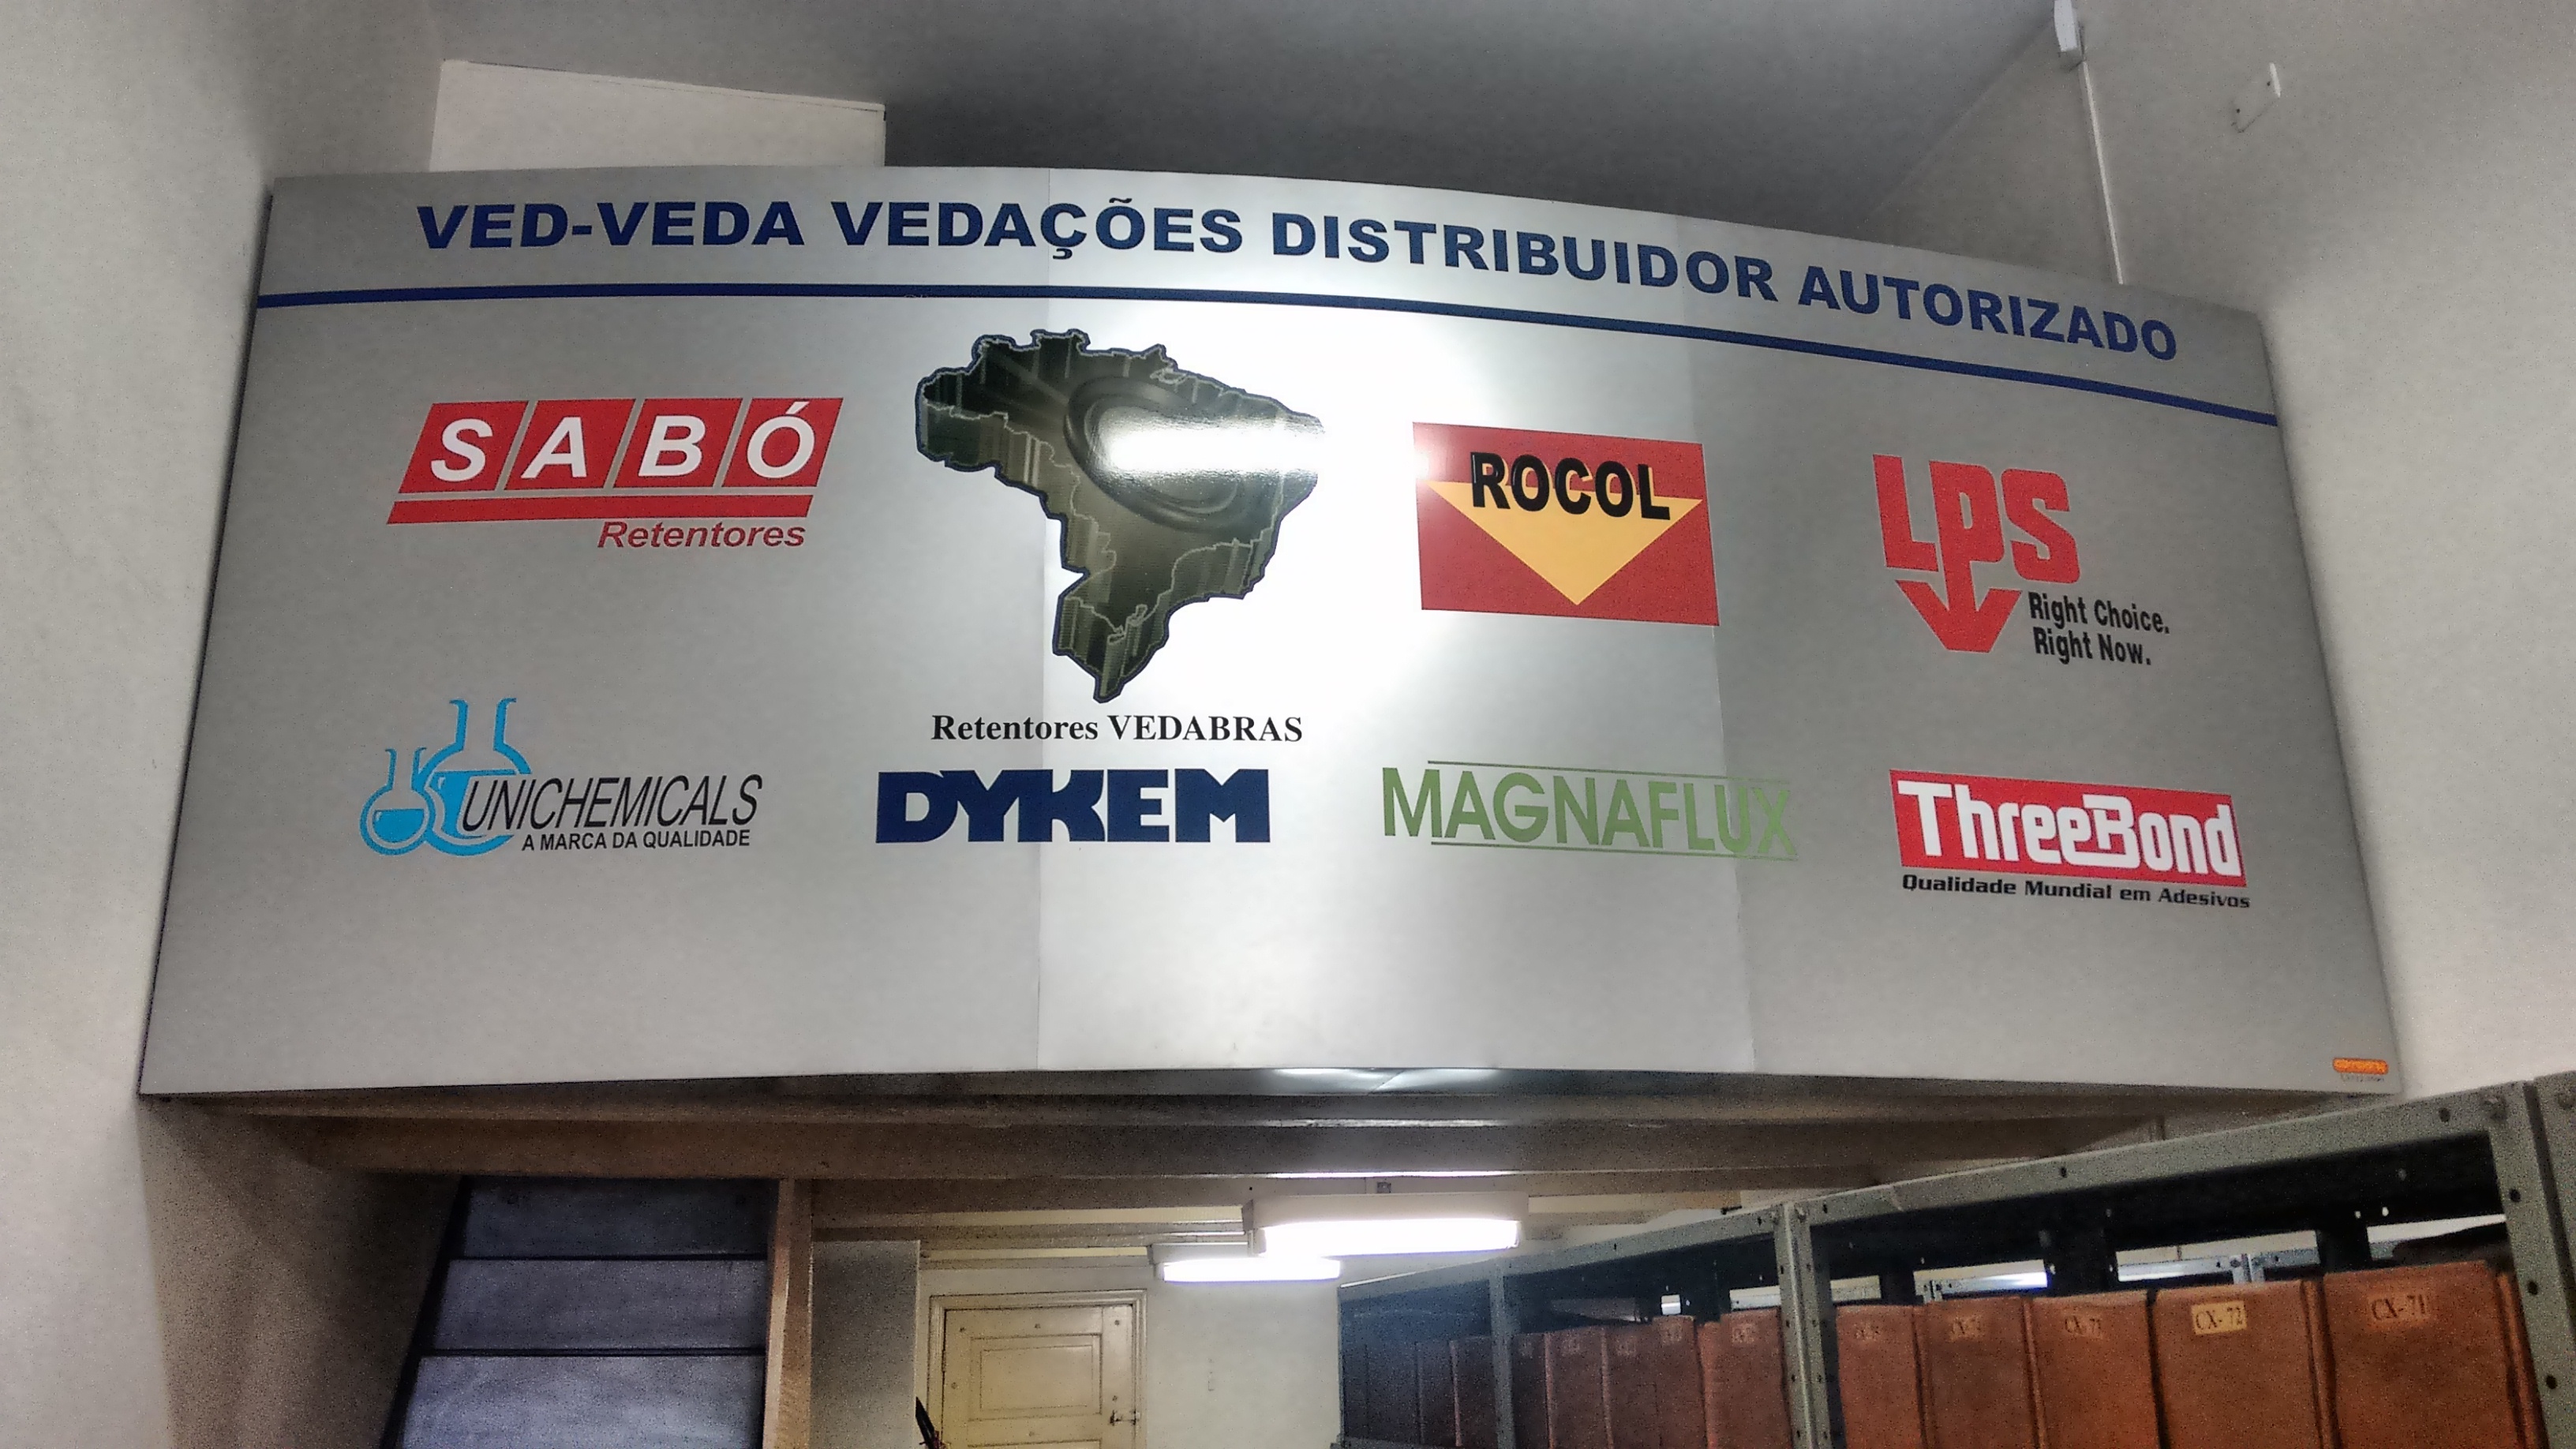 VED-VEDA VEDAÇÕES DISTRIBUIDOR AUTORIZADO
SABÓ
Retentores
Retentores VEDABRAS
ROCOL
LPS
Right Choice.
Right Now.
UNICHEMICALS
A MARCA DA QUALIDADE
DYKEM
MAGNAFLUX
ThreeBond
Qualidade Mundial em Adesivos
CX-72
CX-71